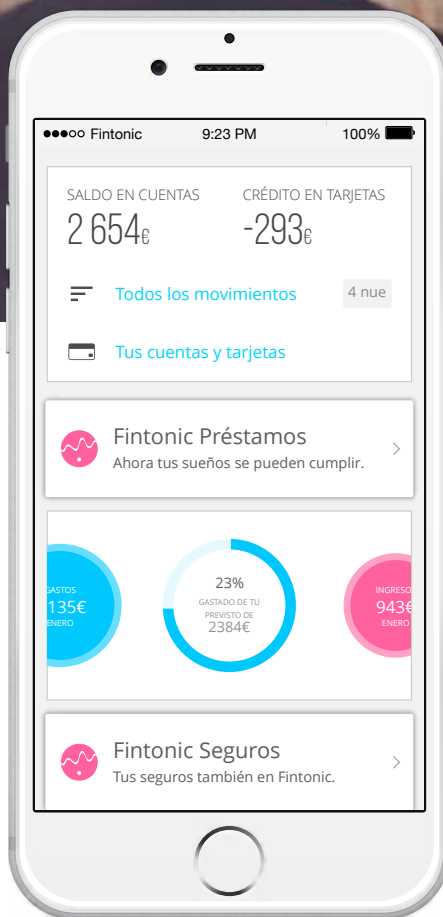 Fintonic 9:23 PM 100%
SALDO EN CUENTAS CRÉDITO EN TARJETAS
2 654€ -293€
Todos los movimientos 4 nue
Tus cuentas y tarjetas
Fintonic Préstamos
Ahora tus sueños se pueden cumplir.
GASTOS
135€
ENERO
23%
GASTADO DE TU
PREVISTO DE
2384€
INGRESO
943€
ENERO
Fintonic Seguros
Tus seguros también en Fintonic.